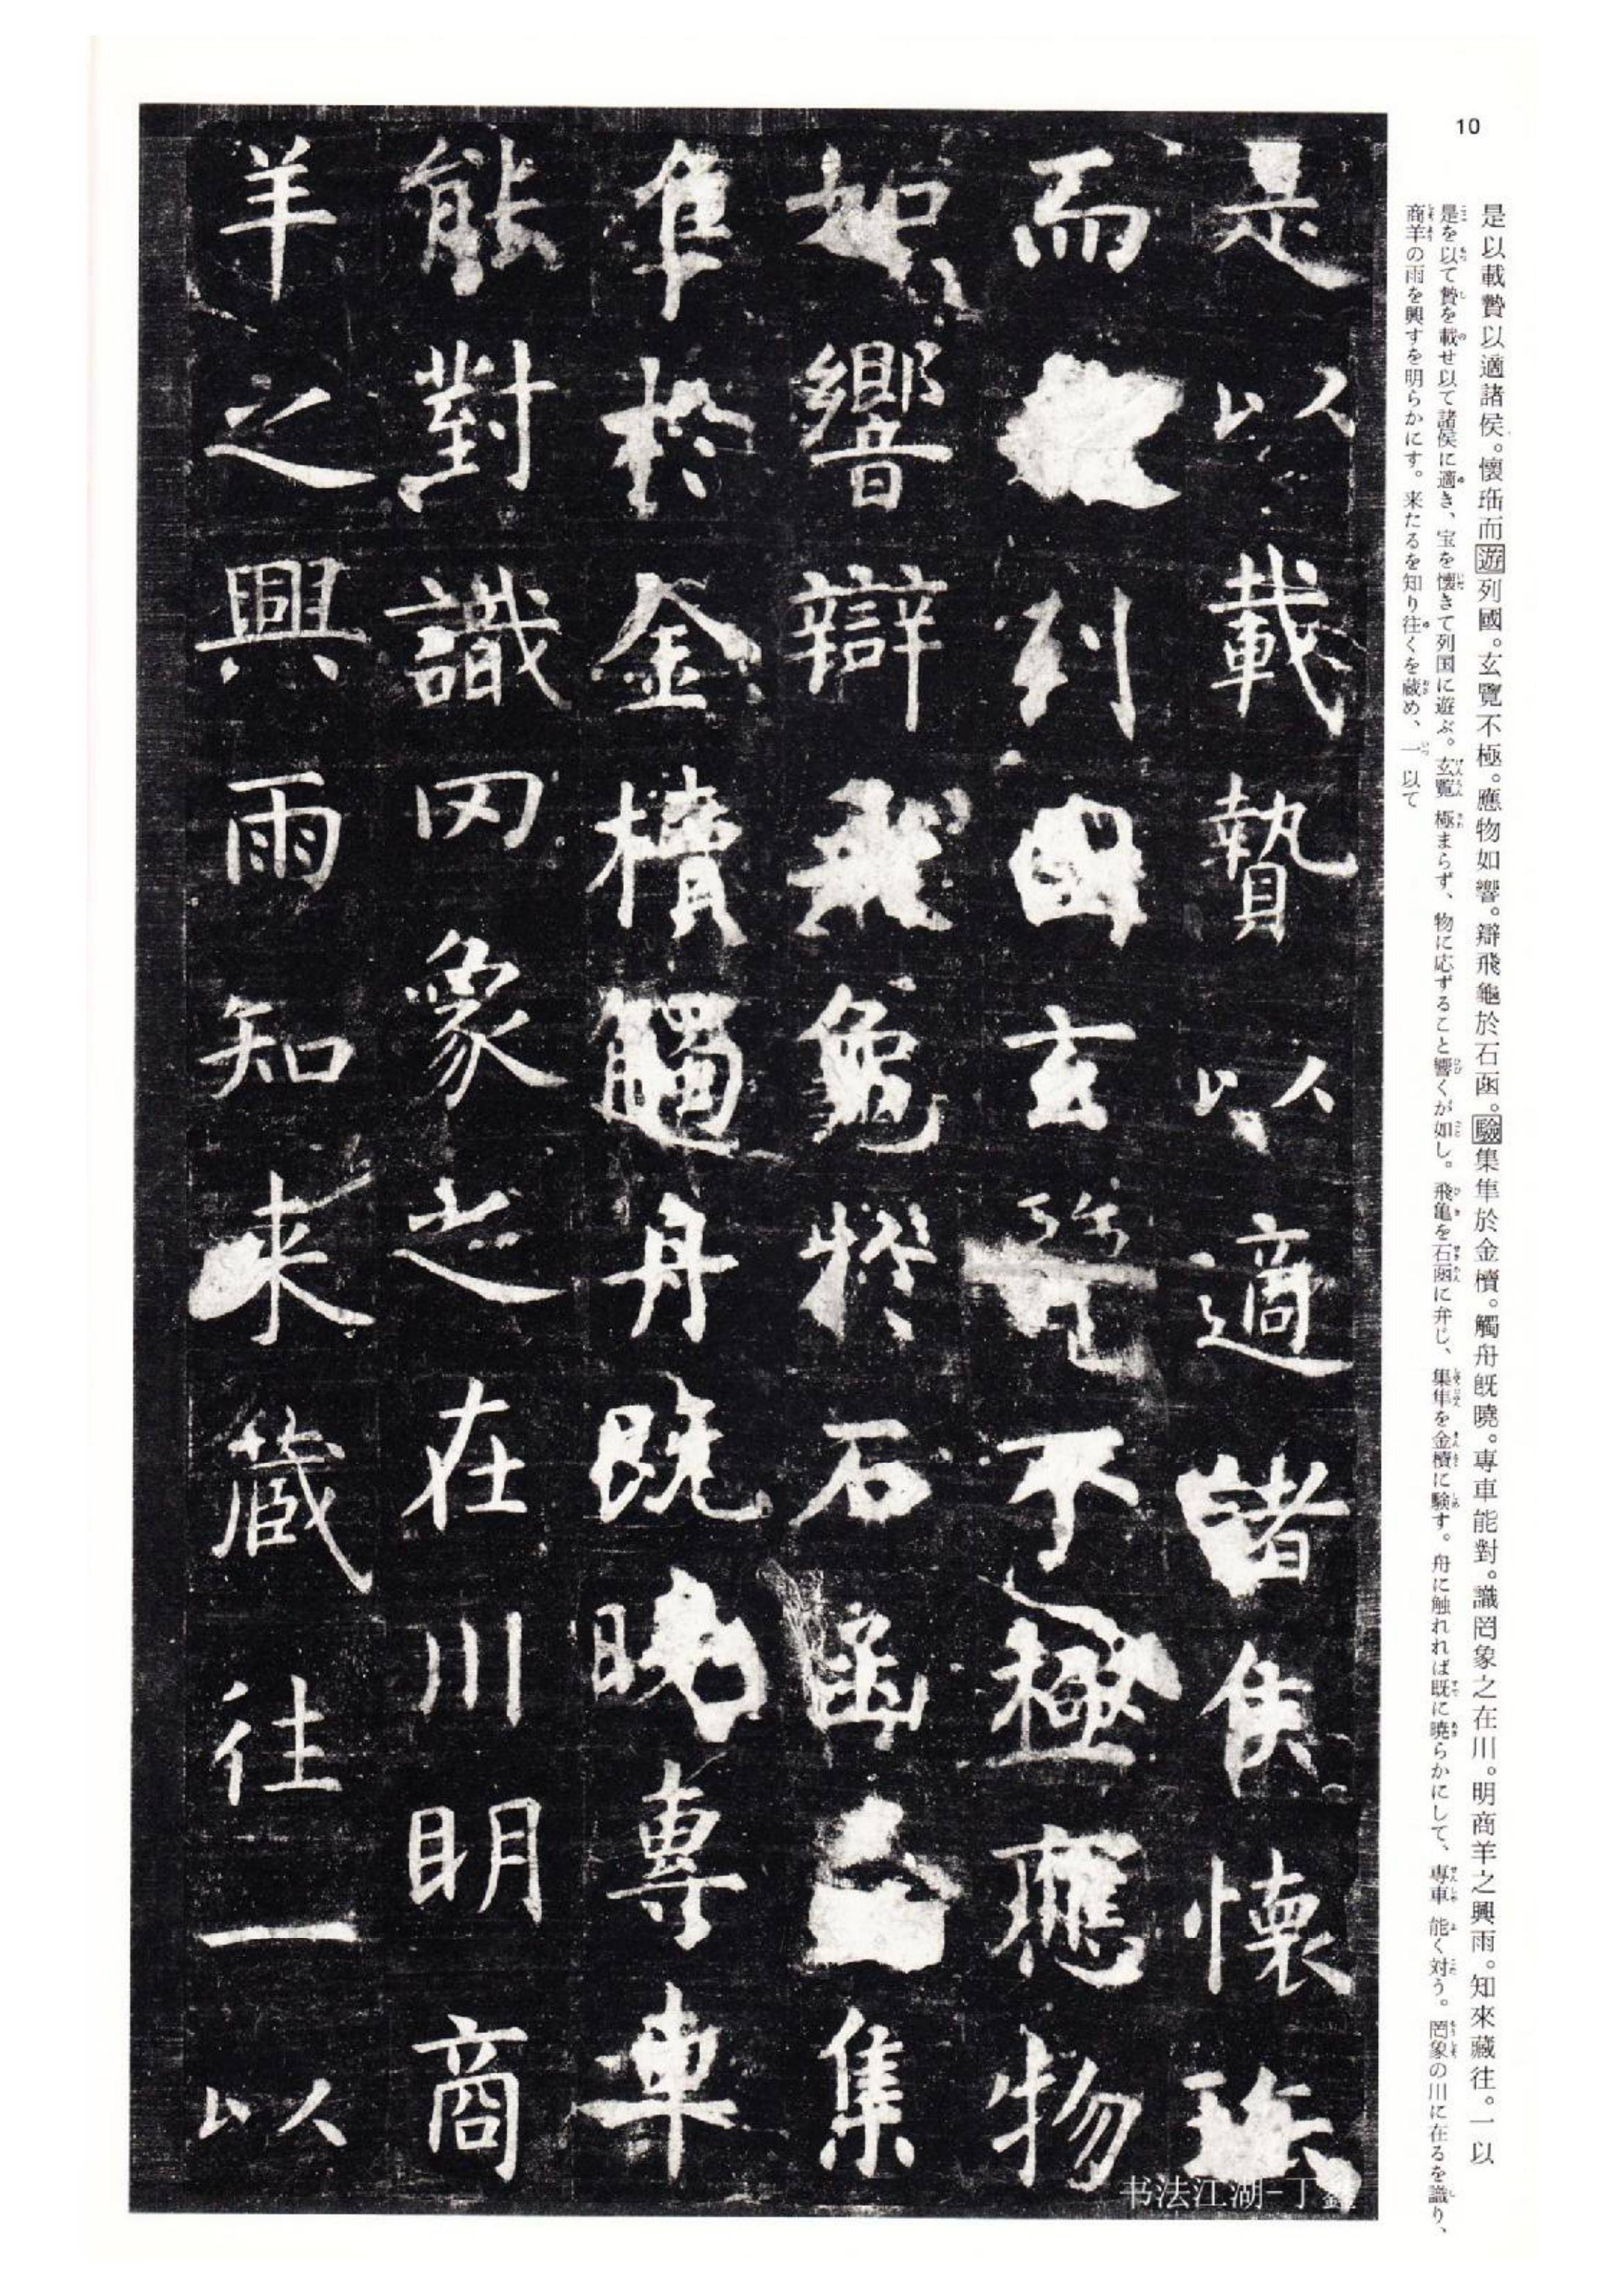 10
是以載贄以適諸侯。懷珤而遊列國。玄覽不極。應物如響。辯飛龜於石函。驗集隼於金櫝。觸舟既曉。專車能對。識罔象之在川。明商羊之興雨。知來藏往。一以
是を以て贄を載せ以て諸侯に適き、宝を懐きて列国に遊ぶ。玄覽極まらず、物に応ずること響くが如し。飛亀を石函に弁じ、集隼を金櫝に験す。舟に触れれば既に暁らかにして、専車能く対う。罔象の川に在るを識り、
商羊の雨を興すを明らかにす。来たるを知り往くを蔵め、一以て
是以載贄以適諸侯懷珤
而列國玄覽不極應物
如響辯飛龜於石函集
隼於金櫝觸舟既曉專車
能對識罔象之在川明商
羊之興雨知来藏往一以
书法江湖-丁鑫